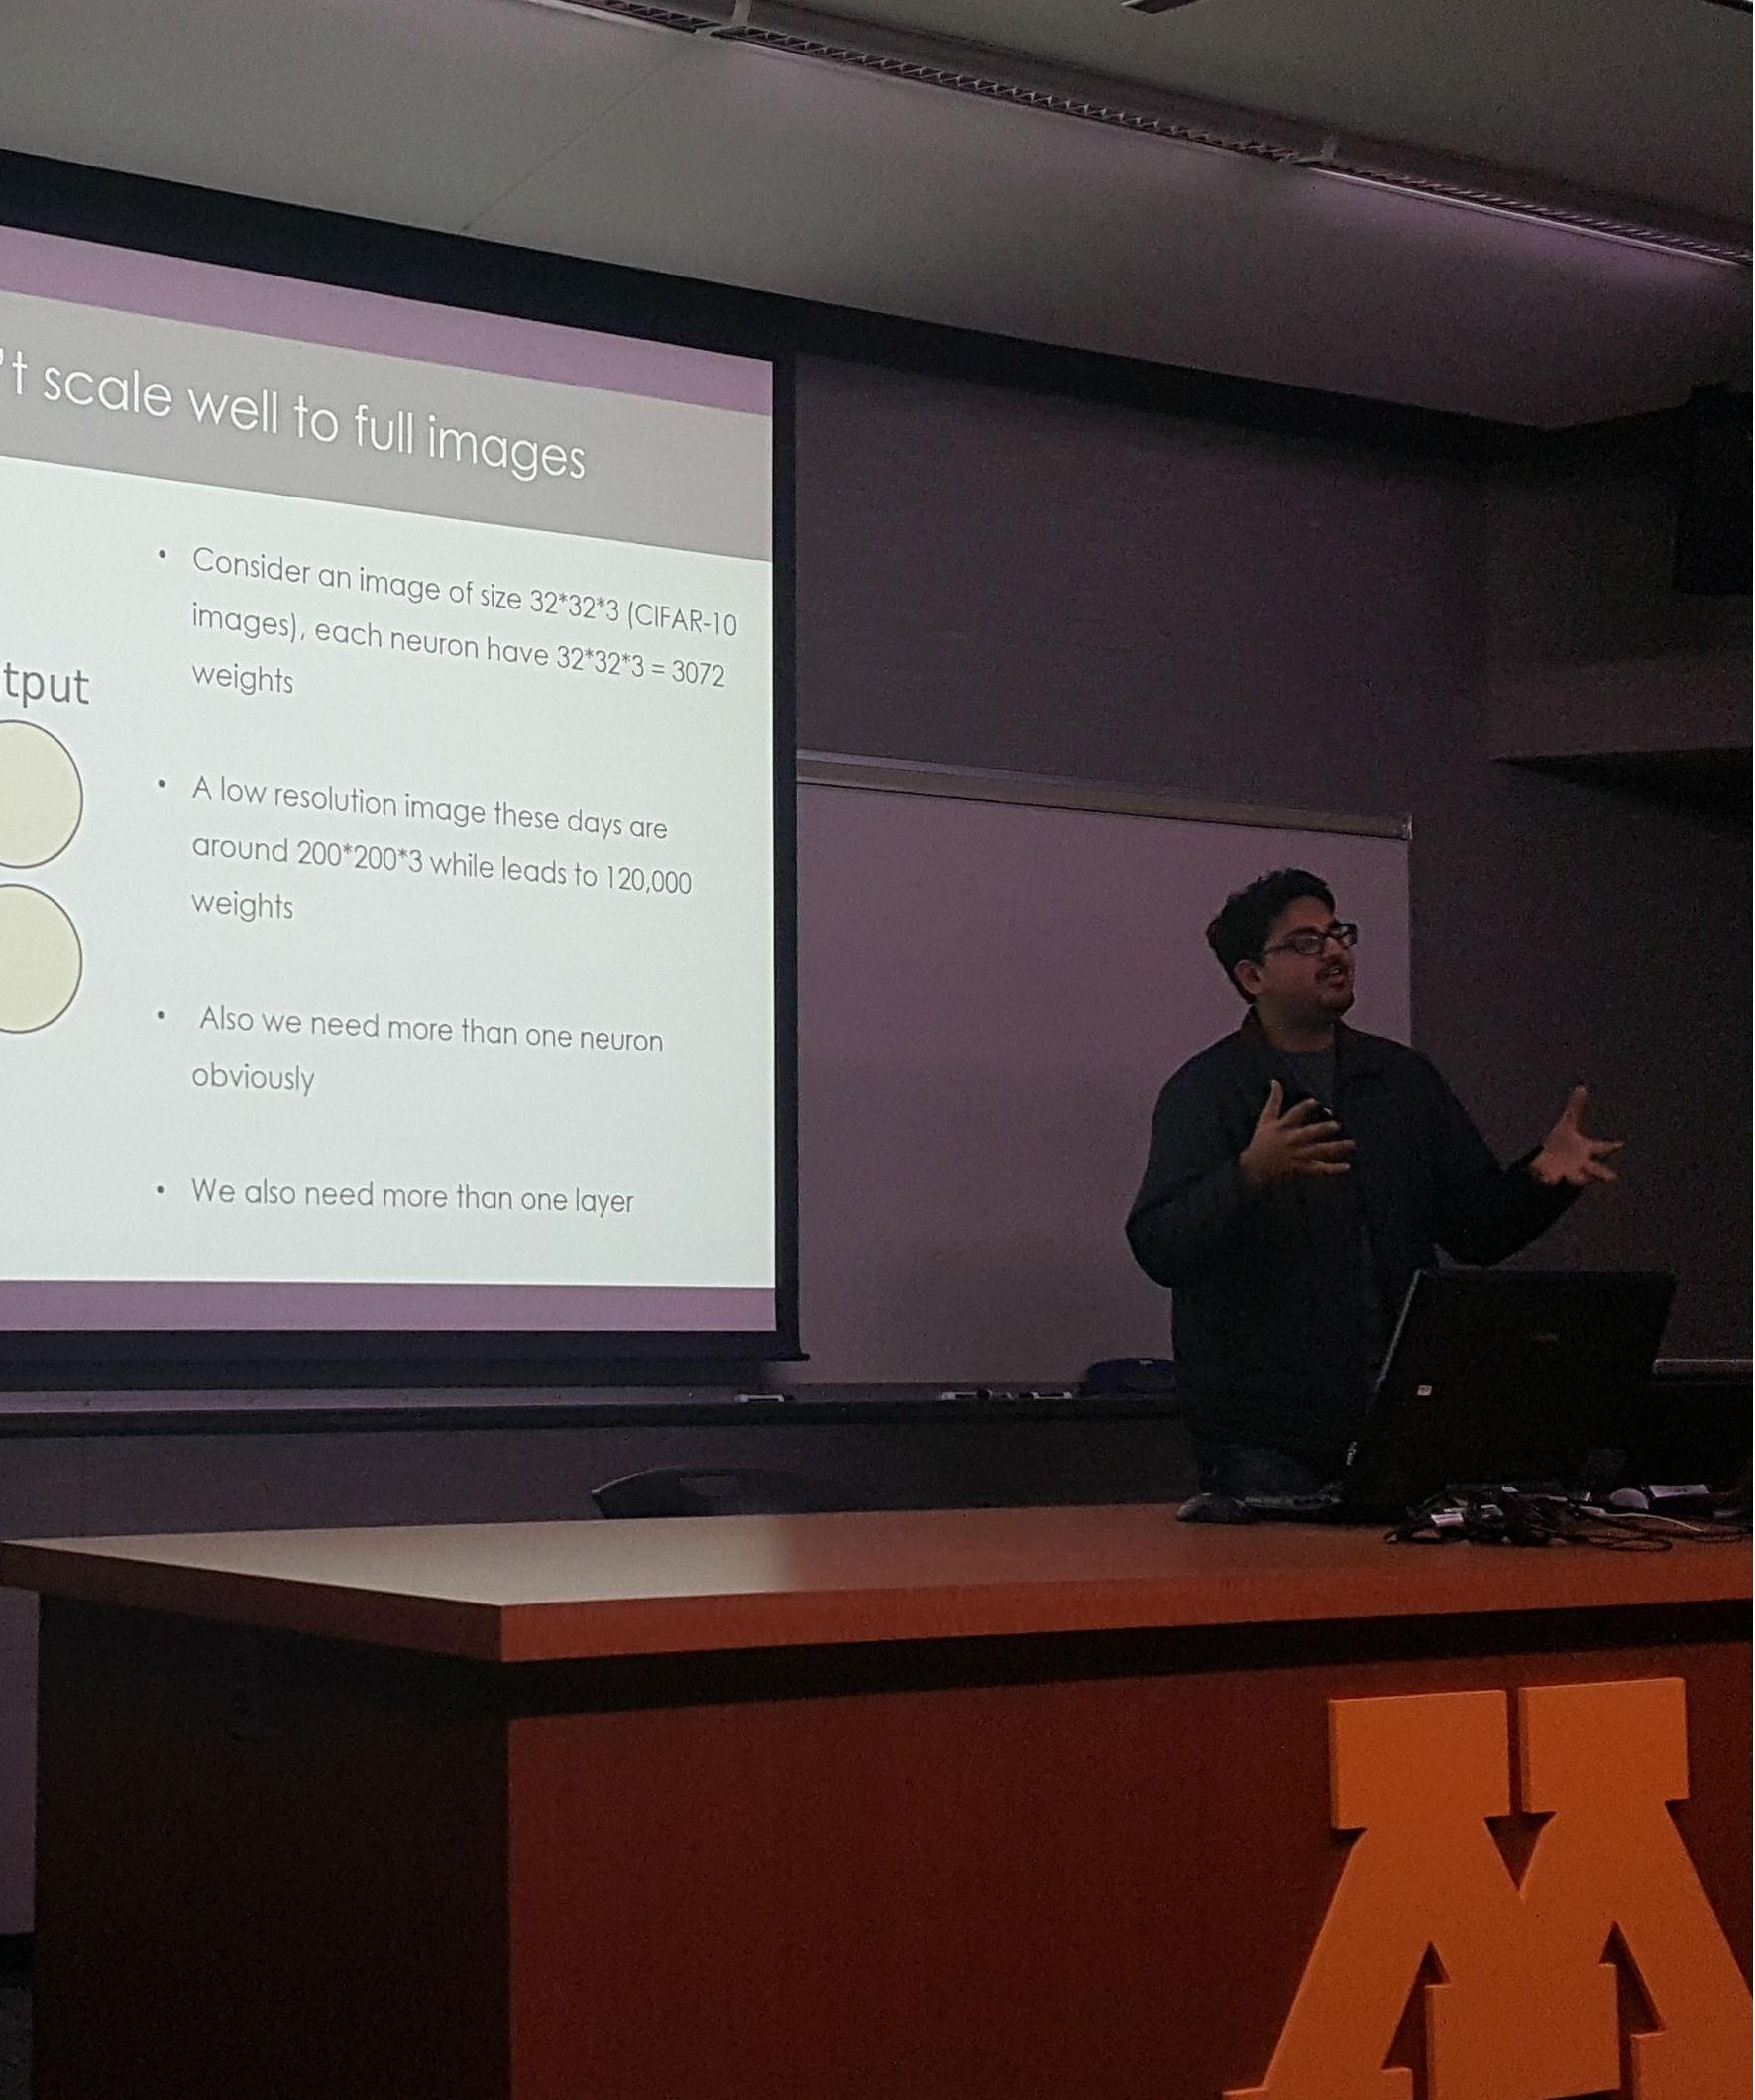 't scale well to full images
• Consider an image of size 32*32*3 (CIFAR-10
images), each neuron have 32*32*3 = 3072
weights
tput
• A low resolution image these days are
around 200*200*3 while leads to 120,000
weights
• Also we need more than one neuron
obviously
• We also need more than one layer
M